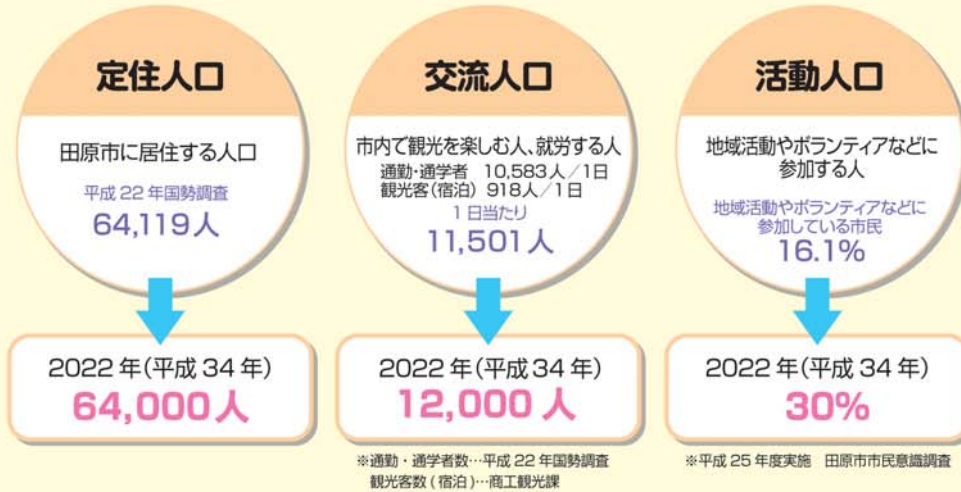 定住人口
田原市に居住する人口
平成22年国勢調査
64,119人
2022年(平成34年)
64,000人
交流人口
市内で観光を楽しむ人、就労する人
通勤・通学者 10,583人/1日
観光客(宿泊) 918人/1日
1日当たり
11,501人
2022年(平成34年)
12,000人
※通勤・通学者数…平成22年国勢調査
観光客数(宿泊)…商工観光課
活動人口
地域活動やボランティアなどに
参加する人
地域活動やボランティアなどに
参加している市民
16.1%
2022年(平成34年)
30%
※平成25年度実施 田原市市民意識調査